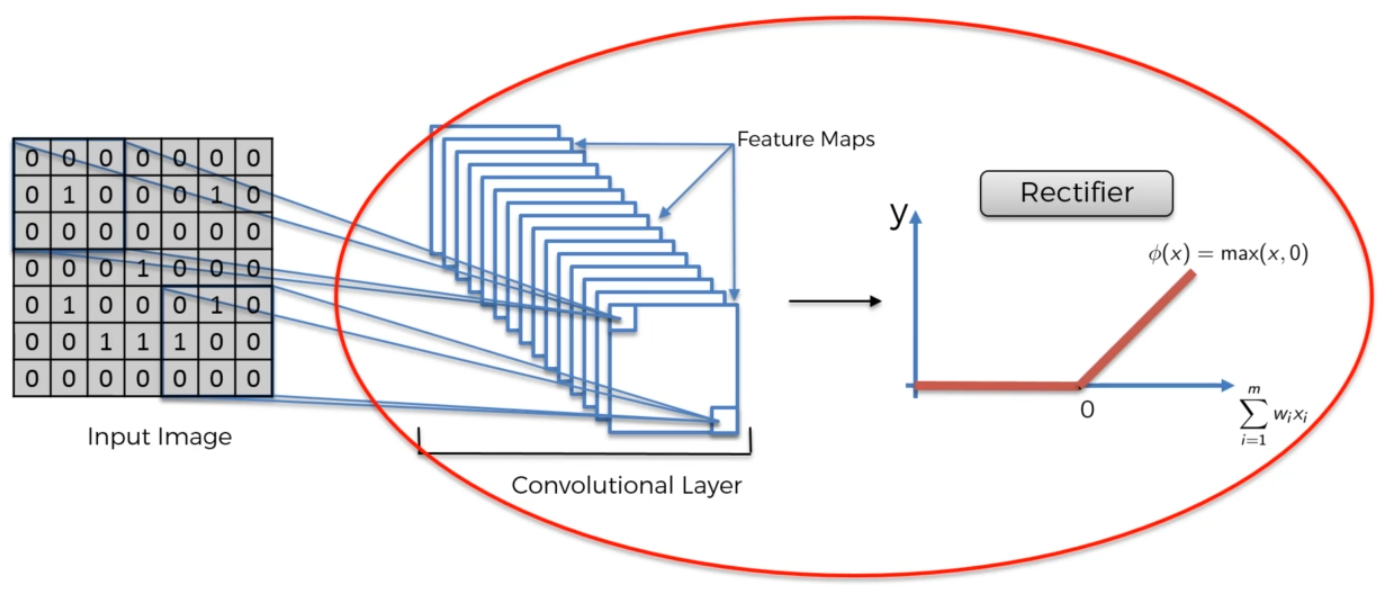 0 0 0 0 0 0 0
0 1 0 0 0 1 0
0 0 0 0 0 0 0
0 0 0 1 0 0 0
0 1 0 0 0 1 0
0 0 1 1 1 0 0
0 0 0 0 0 0 0
Input Image
Feature Maps
Convolutional Layer
Rectifier
y
ϕ(x) = max(x, 0)
0
m
∑ wᵢxᵢ
i=1